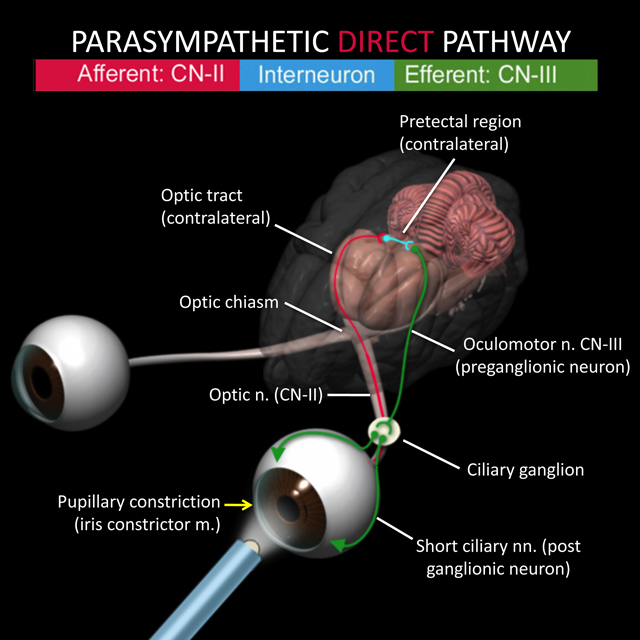 PARASYMPATHETIC DIRECT PATHWAY
Afferent: CN-II Interneuron Efferent: CN-III
Pretectal region
(contralateral)
Optic tract
(contralateral)
Optic chiasm
Oculomotor n. CN-III
(preganglionic neuron)
Optic n. (CN-II)
Ciliary ganglion
Pupillary constriction
(iris constrictor m.)
Short ciliary nn. (post
ganglionic neuron)